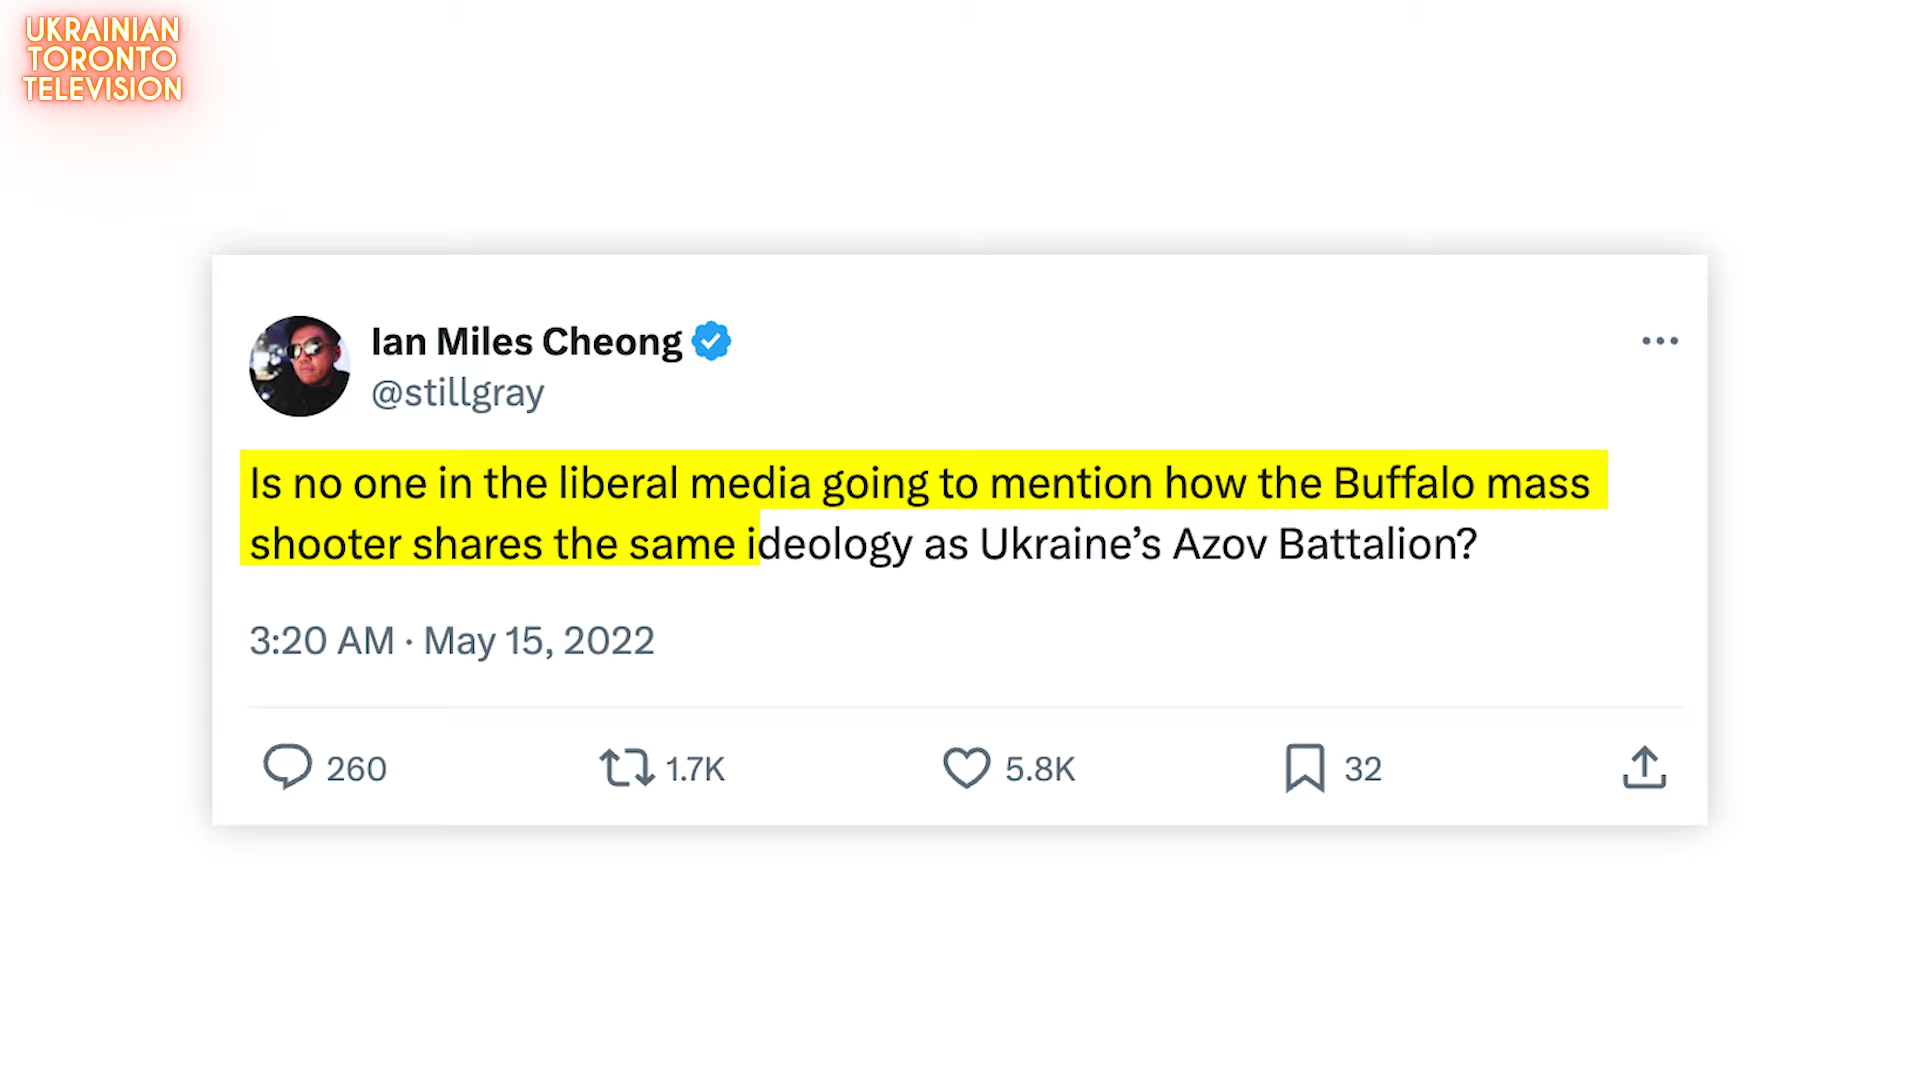 UKRAINIAN
TORONTO
TELEVISION
Ian Miles Cheong
@stillgray
Is no one in the liberal media going to mention how the Buffalo mass
shooter shares the same ideology as Ukraine’s Azov Battalion?
3:20 AM · May 15, 2022
260 1.7K 5.8K 32